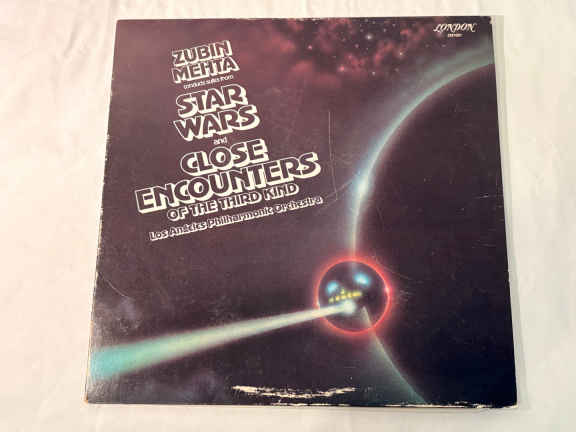 ZUBIN
MEHTA
conducts suites from
STAR
WARS
and
CLOSE
ENCOUNTERS
OF THE THIRD KIND
Los Angeles Philharmonic Orchestra
LONDON